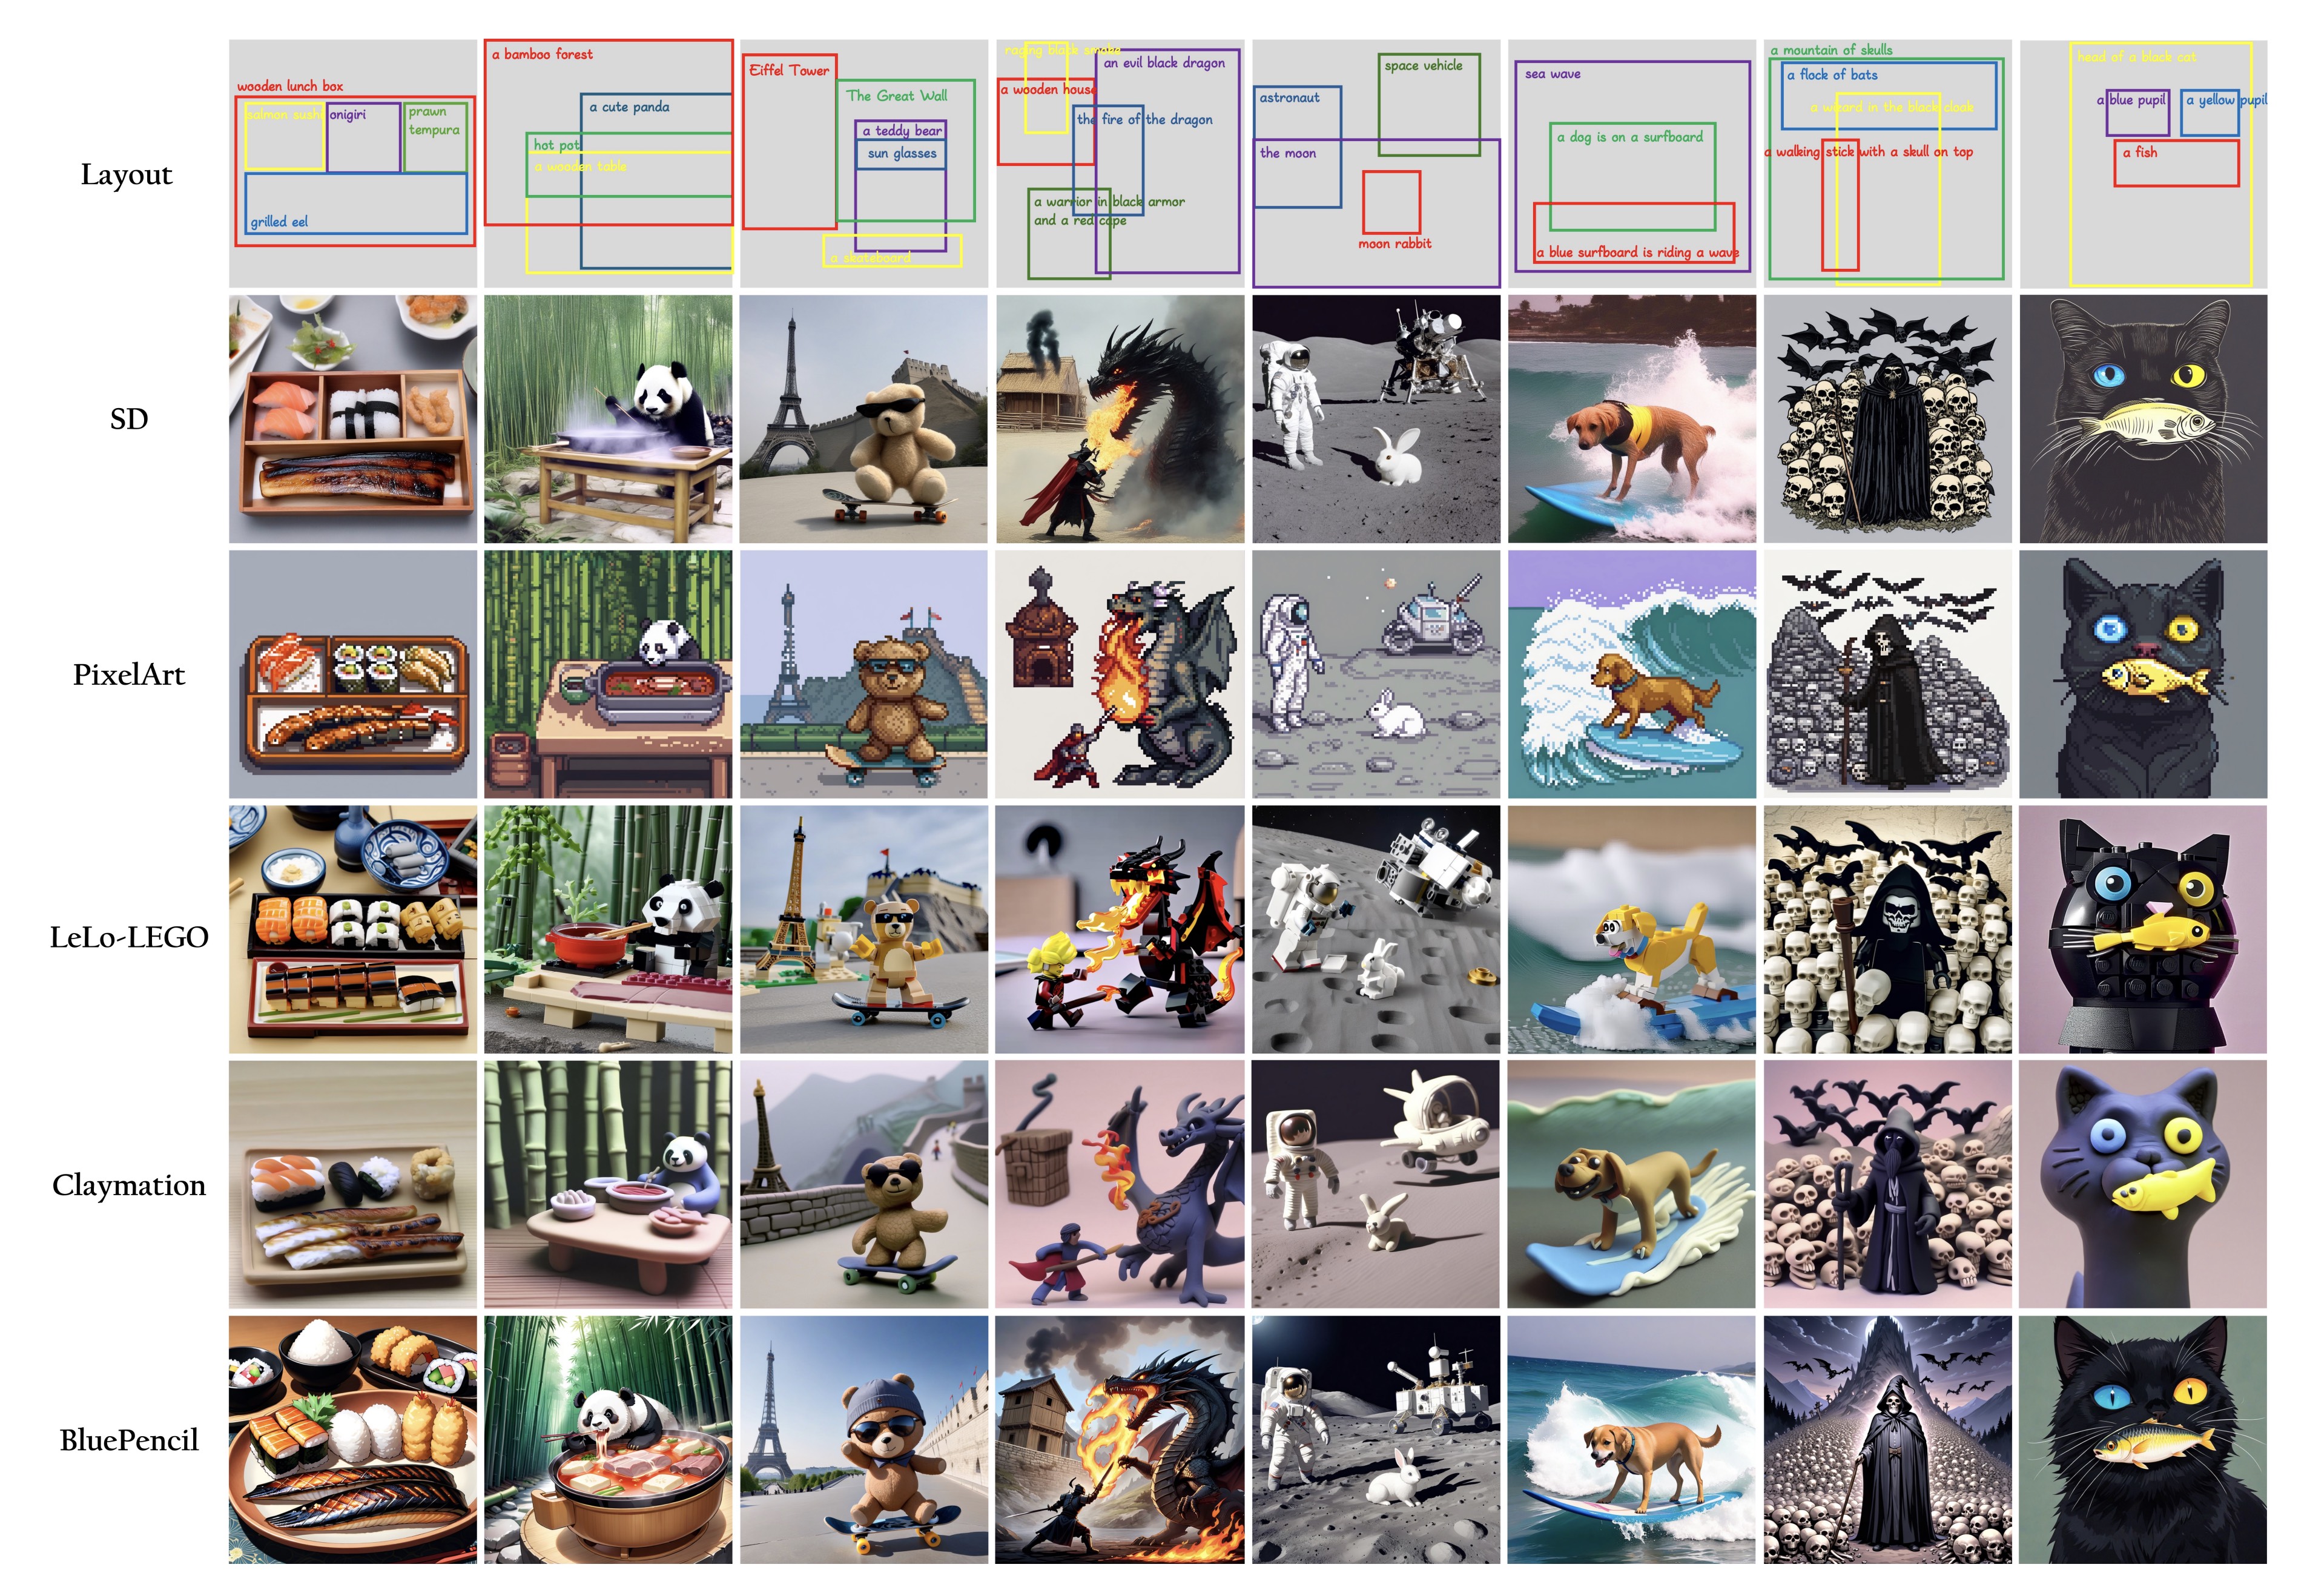 Layout
wooden lunch box
salmon sushi
onigiri
prawn
tempura
grilled eel
a bamboo forest
a cute panda
hot pot
a wooden table
Eiffel Tower
The Great Wall
a teddy bear
sun glasses
a skateboard
raging black smoke
an evil black dragon
a wooden house
the fire of the dragon
a warrior in black armor
and a red cape
space vehicle
astronaut
the moon
moon rabbit
sea wave
a dog is on a surfboard
a blue surfboard is riding a wave
a mountain of skulls
a flock of bats
a wizard in the black cloak
a walking stick with a skull on top
head of a black cat
a blue pupil
a yellow pupil
a fish
SD
PixelArt
LeLo-LEGO
Claymation
BluePencil